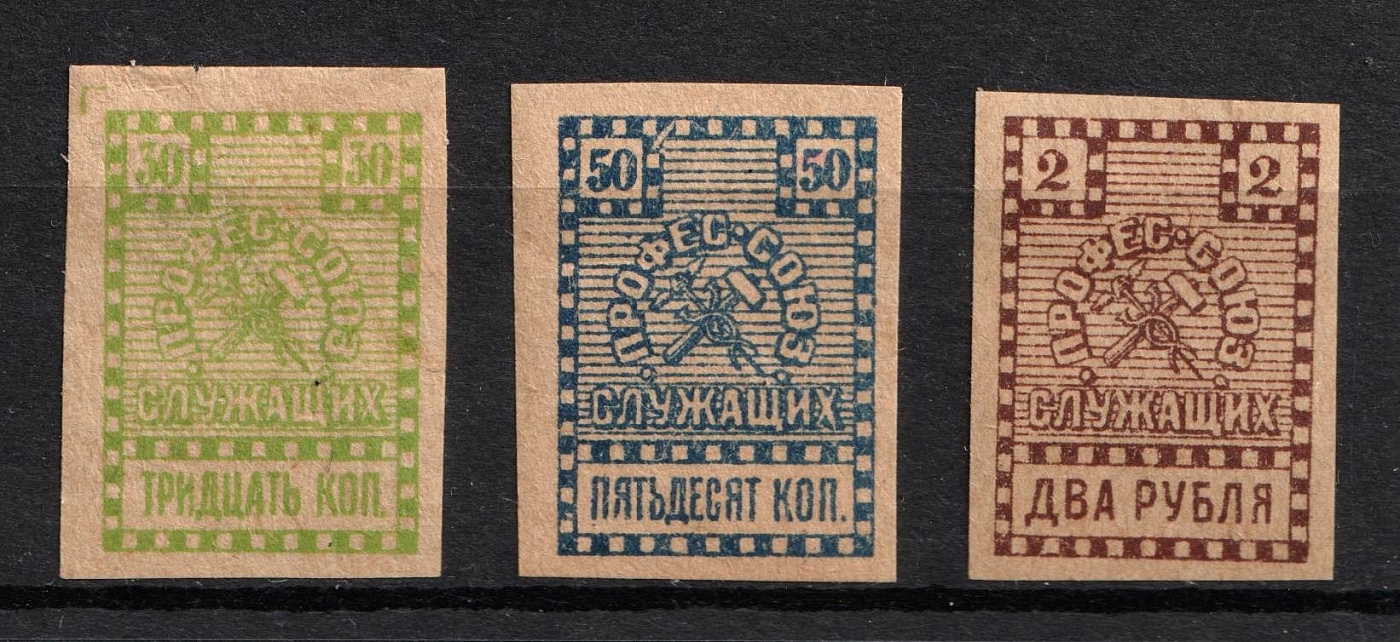 30 30
ПРОФЕС·СОЮЗ
СЛУЖАЩИХ
ТРИДЦАТЬ КОП.
50 50
ПРОФЕС·СОЮЗ
СЛУЖАЩИХ
ПЯТЬДЕСЯТ КОП.
2 2
ПРОФЕС·СОЮЗ
СЛУЖАЩИХ
ДВА РУБЛЯ